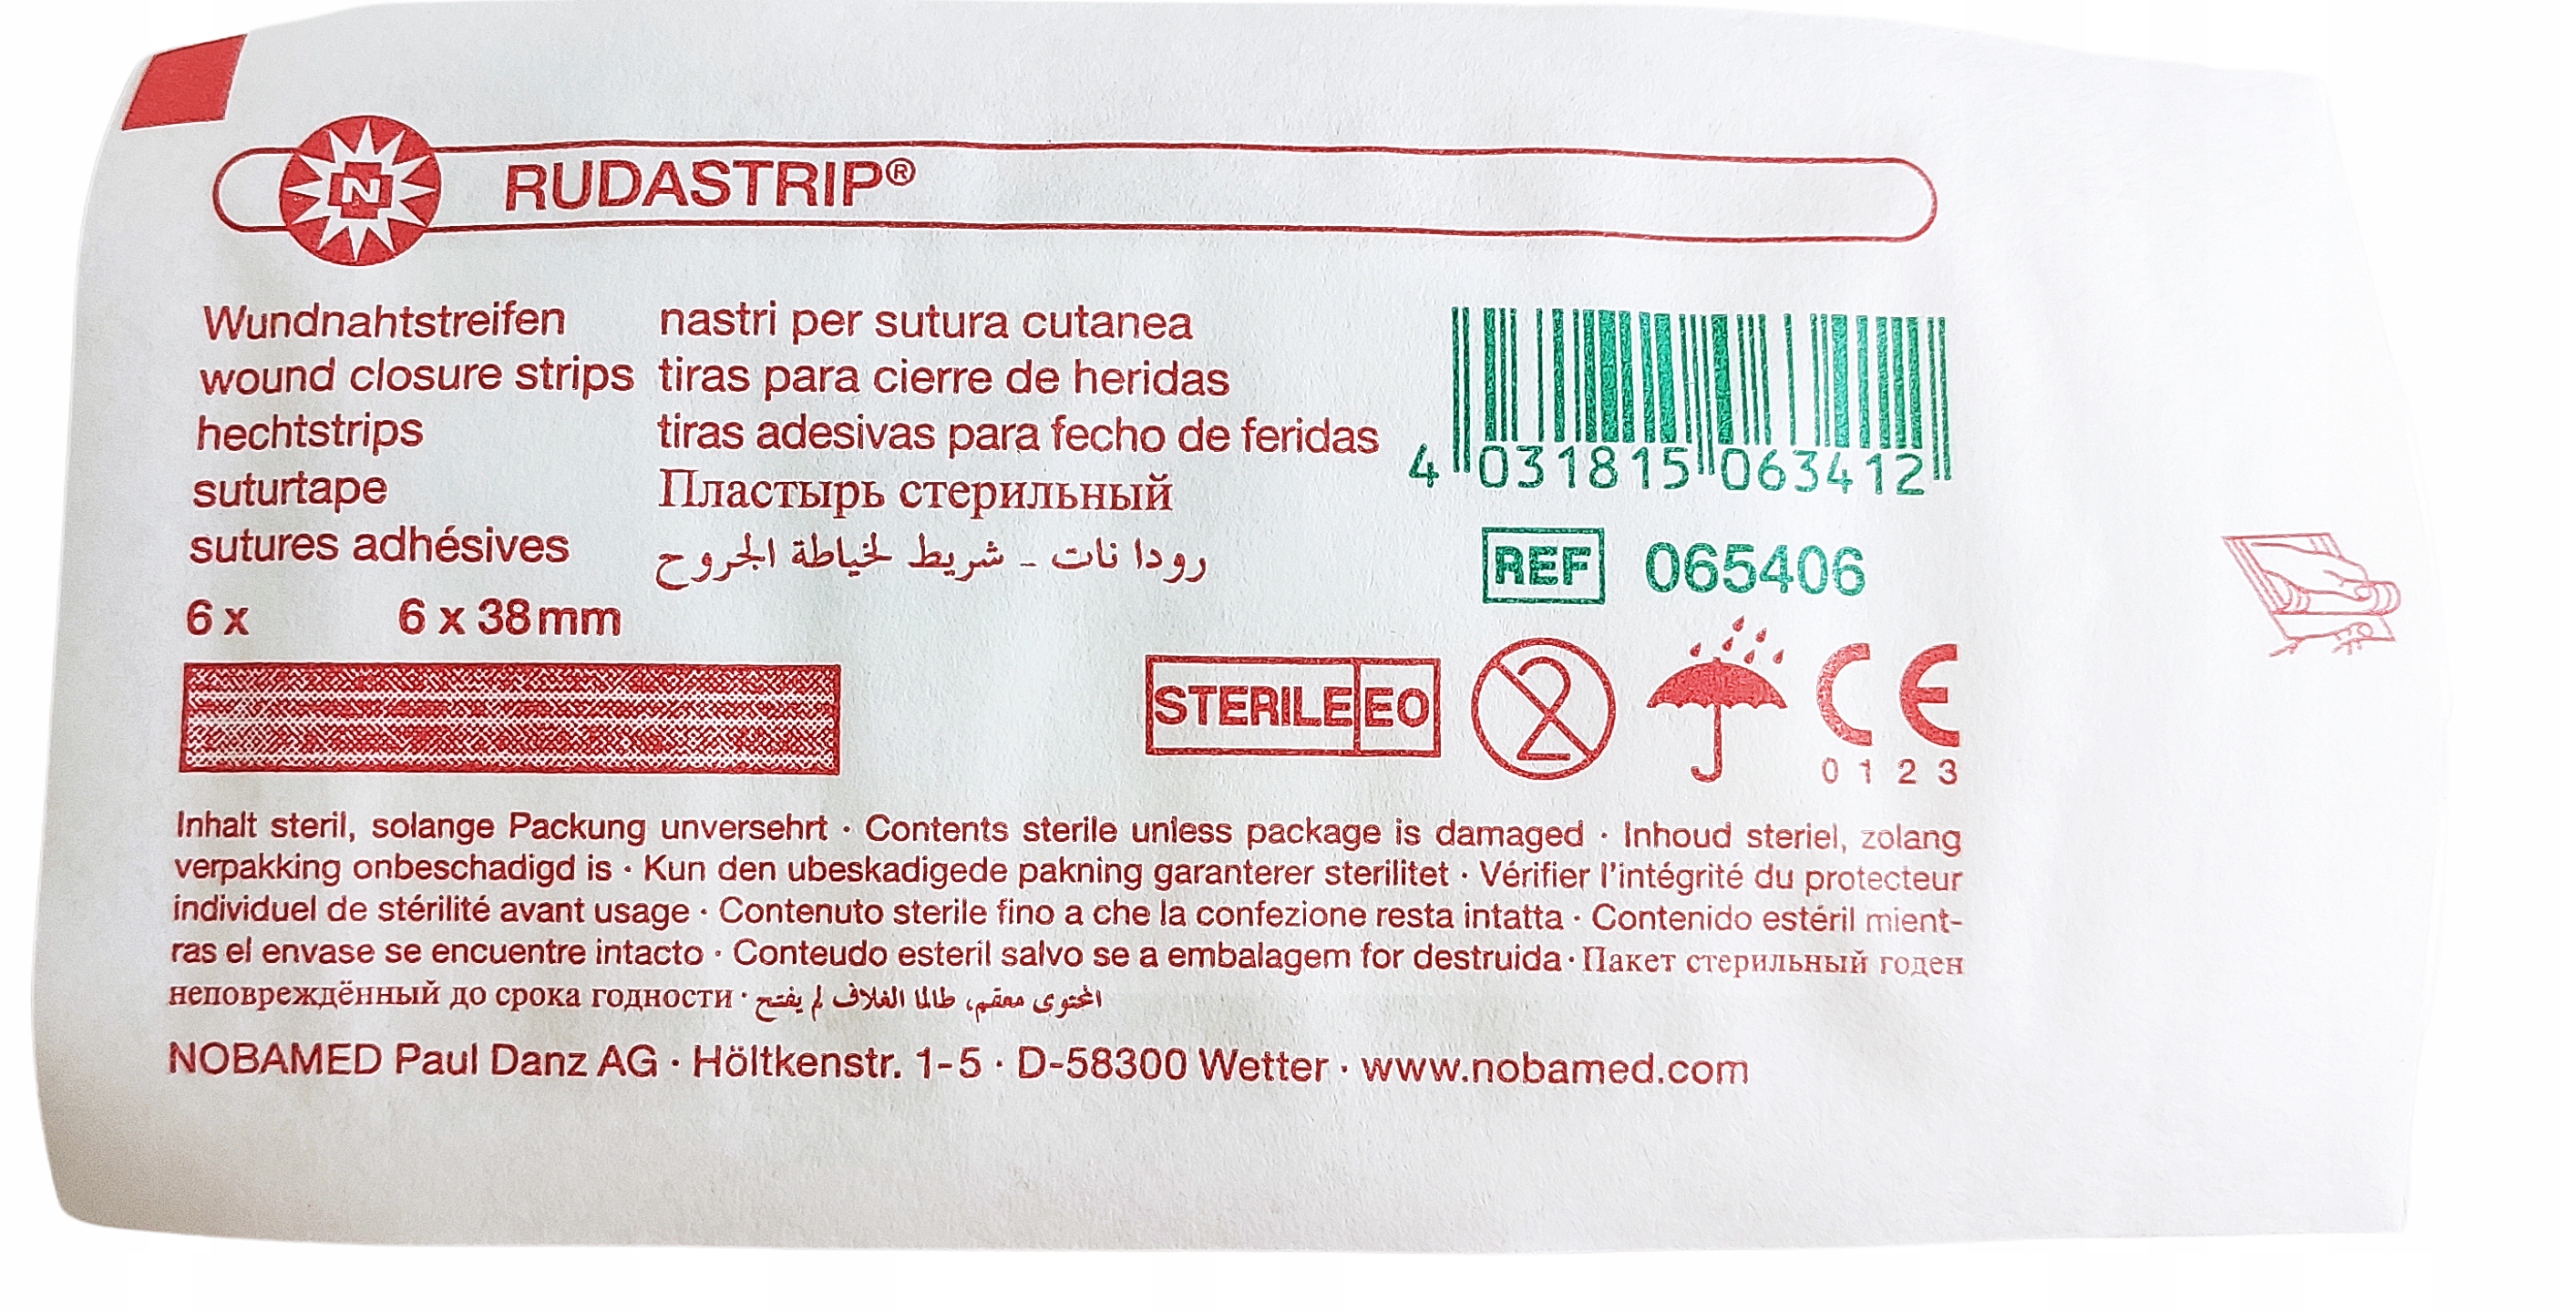 N RUDASTRIP®
Wundnahtstreifen
wound closure strips
hechtstrips
suturtape
sutures adhésives
nastri per sutura cutanea
tiras para cierre de heridas
tiras adesivas para fecho de feridas
Пластырь стерильный
رودا نات - شريط لخياطة الجروح
6 x 6 x 38 mm
4 031815 063412
REF 065406
STERILE EO
2
CE
0123
Inhalt steril, solange Packung unversehrt · Contents sterile unless package is damaged · Inhoud steriel, zolang
verpakking onbeschadigd is · Kun den ubeskadigede pakning garanterer sterilitet · Vérifier l'intégrité du protecteur
individuel de stérilité avant usage · Contenuto sterile fino a che la confezione resta intatta · Contenido estéril mient-
ras el envase se encuentre intacto · Conteudo esteril salvo se a embalagem for destruida · Пакет стерильный годен
неповреждённый до срока годности · المحتوى معقم، طالما الغلاف لم يفتح
NOBAMED Paul Danz AG · Höltkenstr. 1-5 · D-58300 Wetter · www.nobamed.com